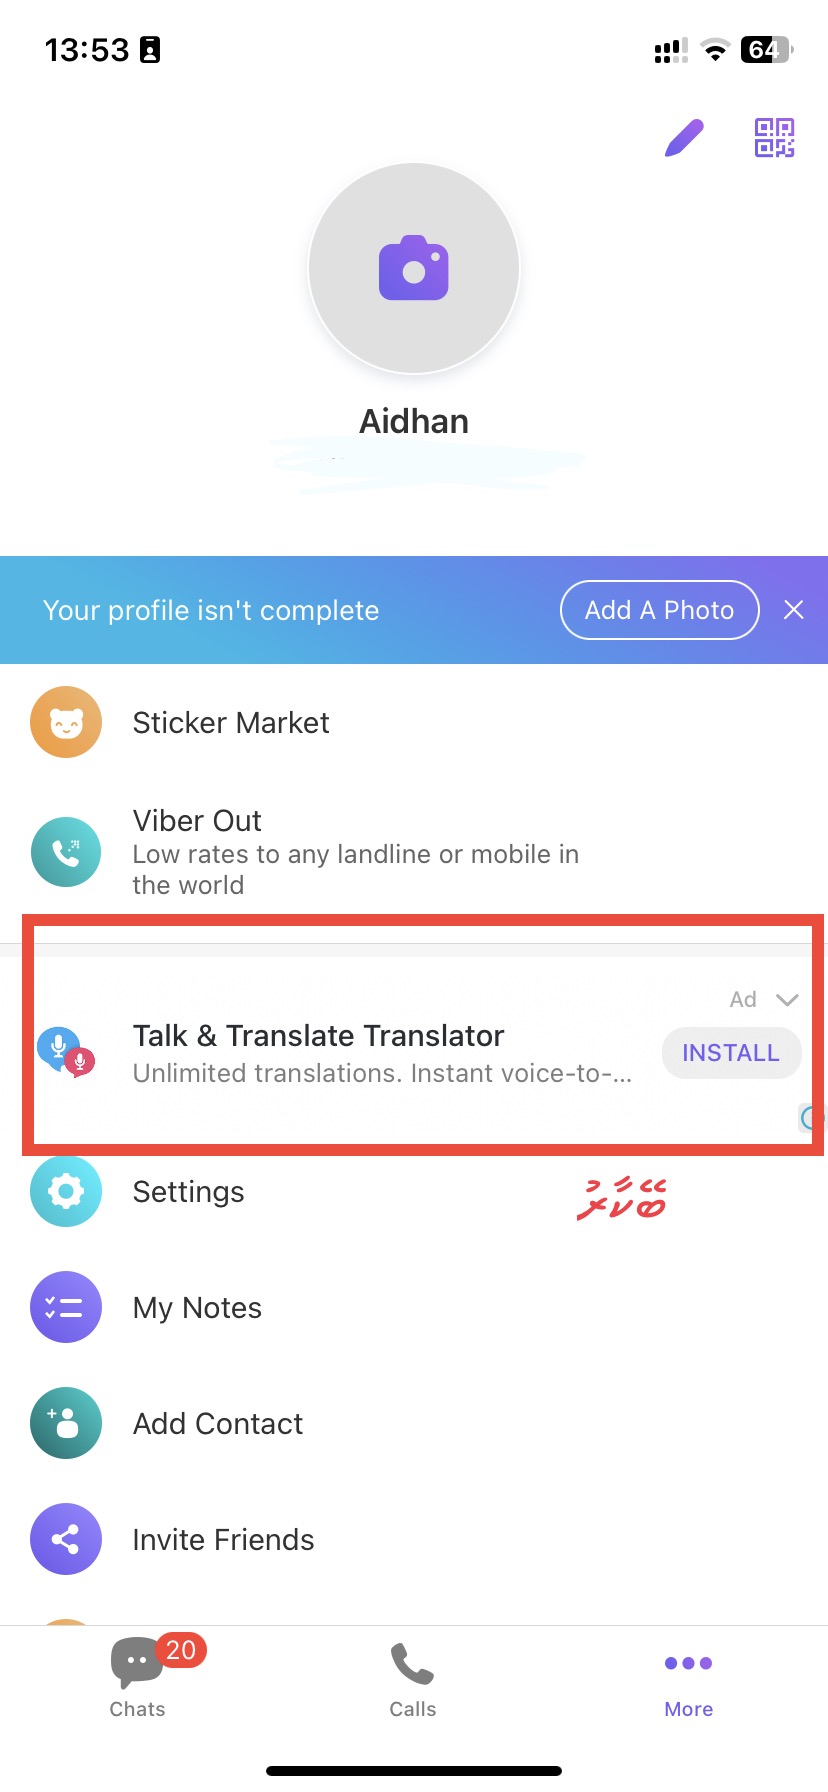 13:53
64
Aidhan
Your profile isn't complete
Add A Photo
Sticker Market
Viber Out
Low rates to any landline or mobile in
the world
Ad
Talk & Translate Translator
Unlimited translations. Instant voice-to-...
INSTALL
Settings
ބޭކާރު
My Notes
Add Contact
Invite Friends
20
Chats
Calls
More